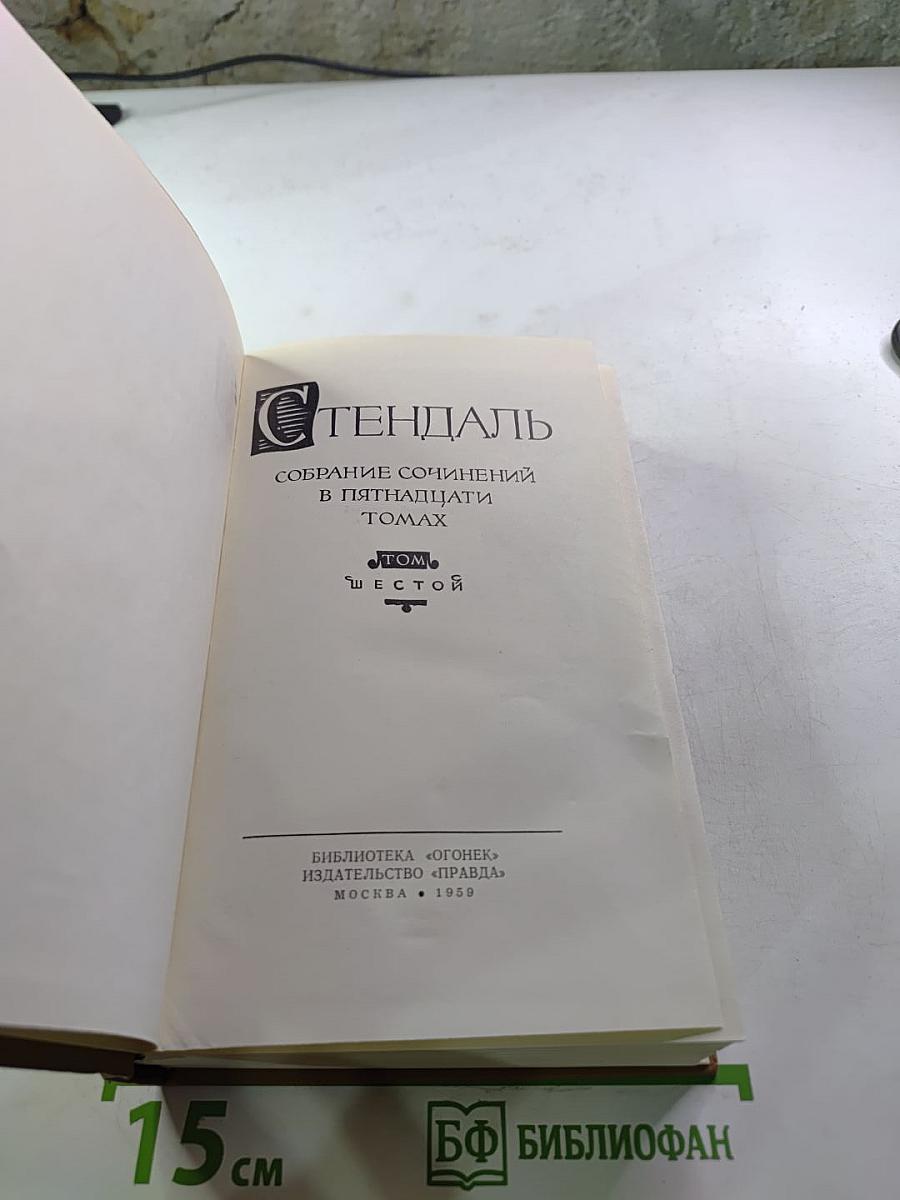 СТЕНДАЛЬ
СОБРАНИЕ СОЧИНЕНИЙ
В ПЯТНАДЦАТИ
ТОМАХ
ТОМ
ШЕСТОЙ
БИБЛИОТЕКА «ОГОНЕК»
ИЗДАТЕЛЬСТВО «ПРАВДА»
МОСКВА • 1959
15 СМ
БФ БИБЛИОФАН